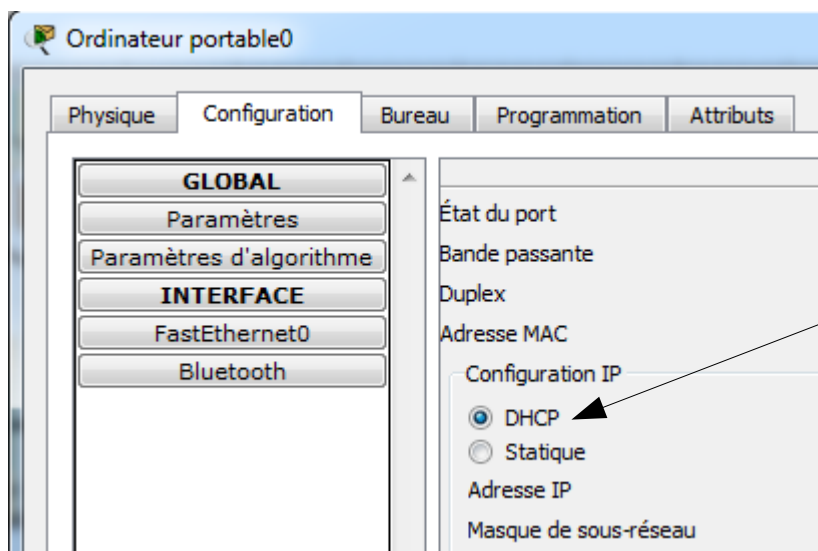 Ordinateur portable0
Physique
Configuration
Bureau
Programmation
Attributs
GLOBAL
Paramètres
Paramètres d'algorithme
INTERFACE
FastEthernet0
Bluetooth
État du port
Bande passante
Duplex
Adresse MAC
Configuration IP
DHCP
Statique
Adresse IP
Masque de sous-réseau